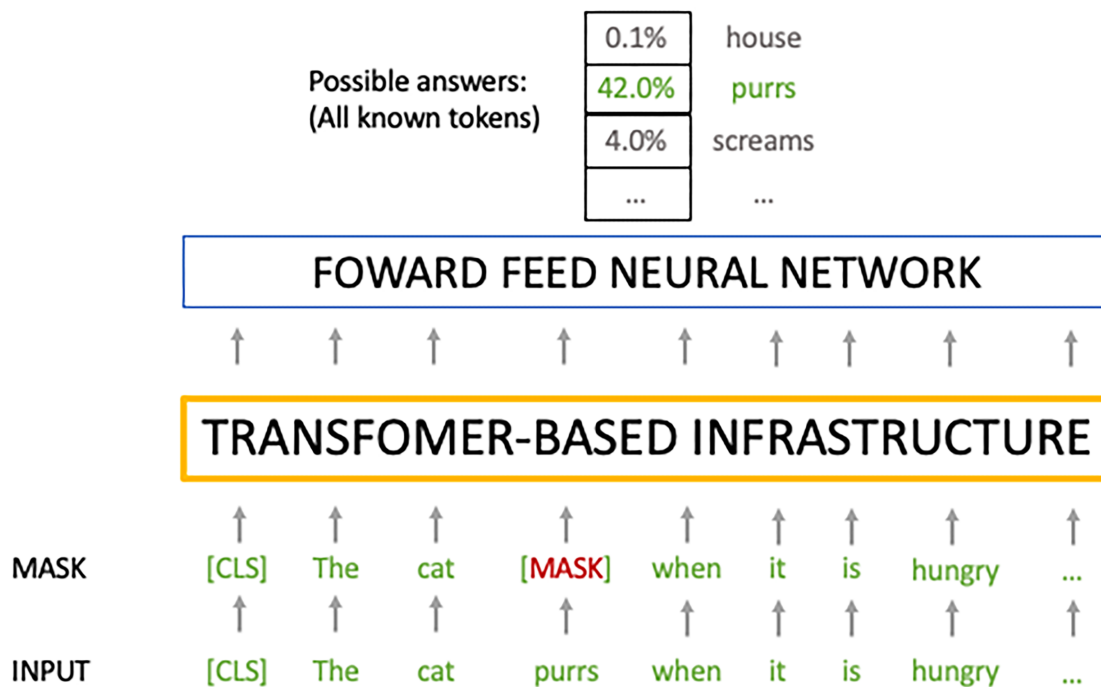 0.1% house
Possible answers:
(All known tokens)
42.0% purrs
4.0% screams
... ...
FOWARD FEED NEURAL NETWORK
TRANSFOMER-BASED INFRASTRUCTURE
MASK [CLS] The cat [MASK] when it is hungry ...
INPUT [CLS] The cat purrs when it is hungry ...